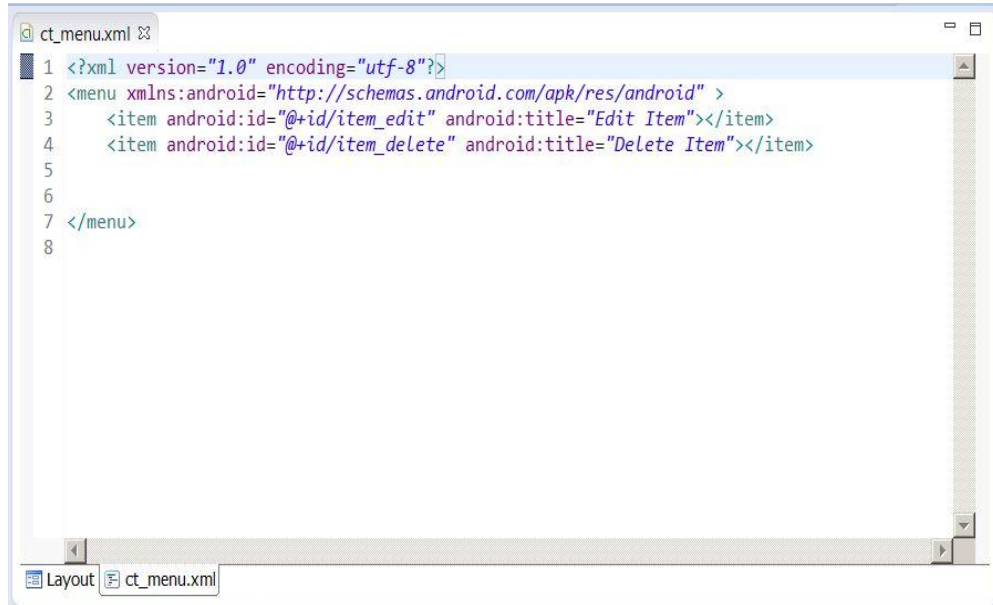 ct_menu.xml
1 <?xml version="1.0" encoding="utf-8"?>
2 <menu xmlns:android="http://schemas.android.com/apk/res/android" >
3 <item android:id="@+id/item_edit" android:title="Edit Item"></item>
4 <item android:id="@+id/item_delete" android:title="Delete Item"></item>
5
6
7 </menu>
8
Layout ct_menu.xml